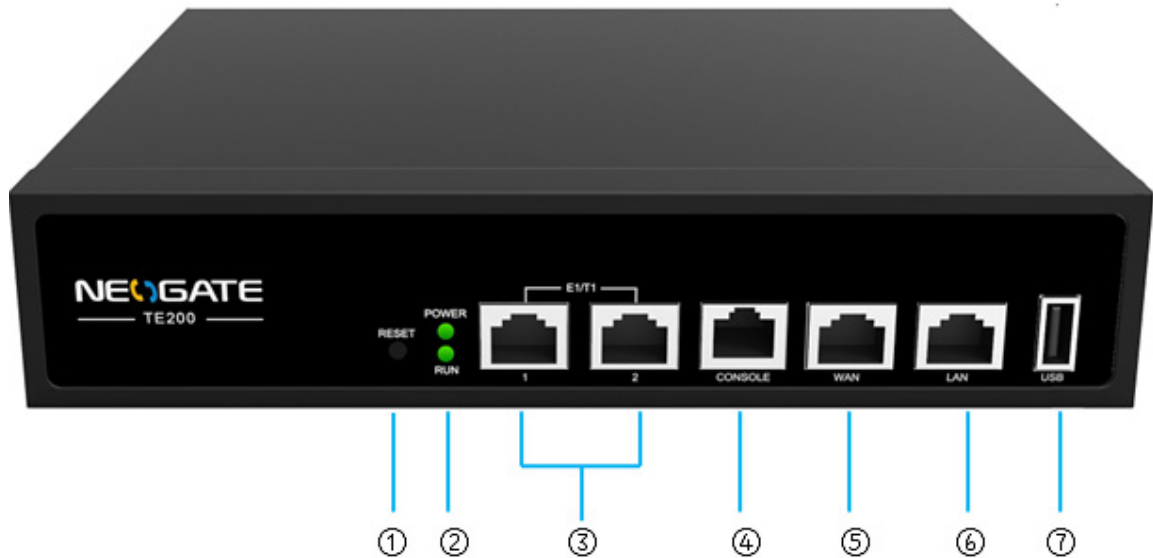 NEOGATE
TE200
RESET
POWER
RUN
E1/T1
1
2
CONSOLE
WAN
LAN
USB
① ② ③ ④ ⑤ ⑥ ⑦